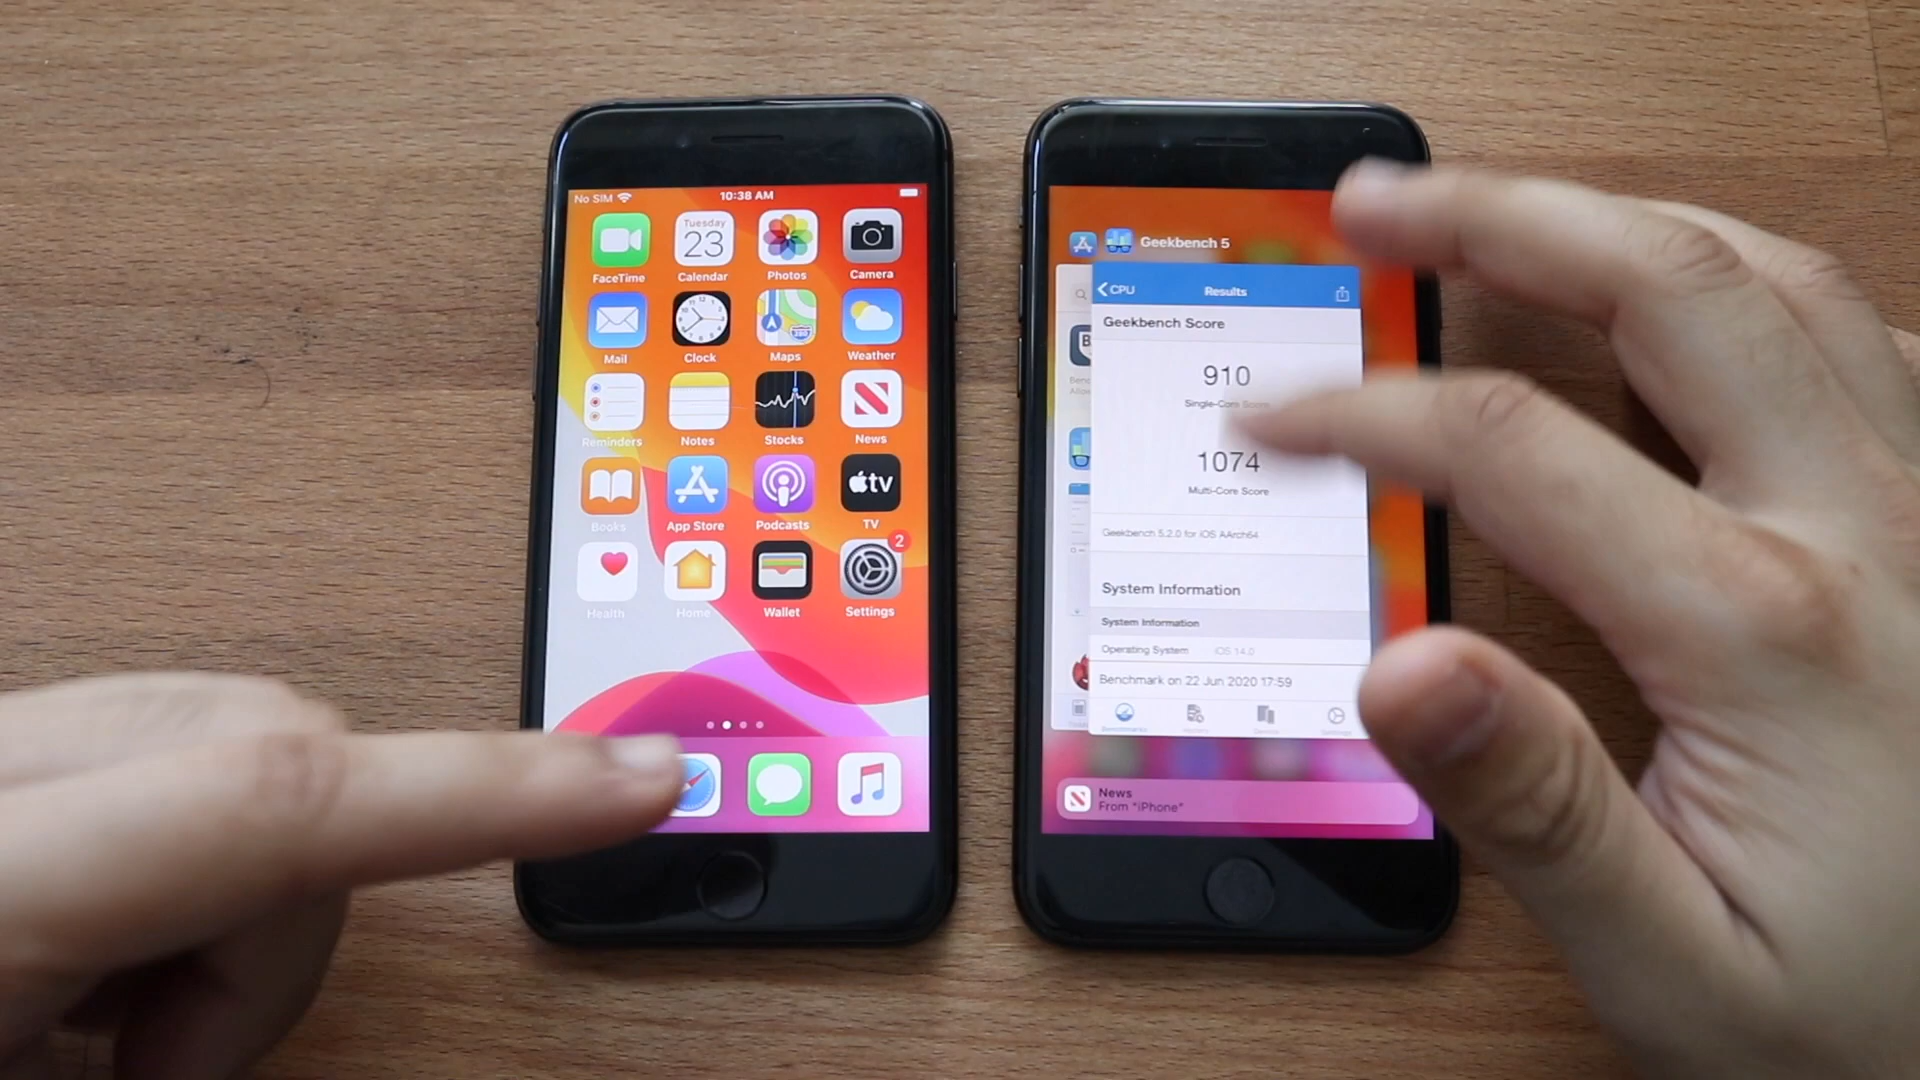 No SIM
10:38 AM
Tuesday
23
FaceTime
Calendar
Photos
Camera
Mail
Clock
Maps
Weather
Reminders
Notes
Stocks
News
Books
App Store
Podcasts
tv
TV
2
Health
Home
Wallet
Settings
Geekbench 5
CPU
Results
Geekbench Score
910
Single-Core Score
1074
Multi-Core Score
Geekbench 5.2.0 for iOS AArch64
System Information
System Information
Operating System iOS 14.0
Benchmark on 22 Jun 2020 17:59
News
From "iPhone"